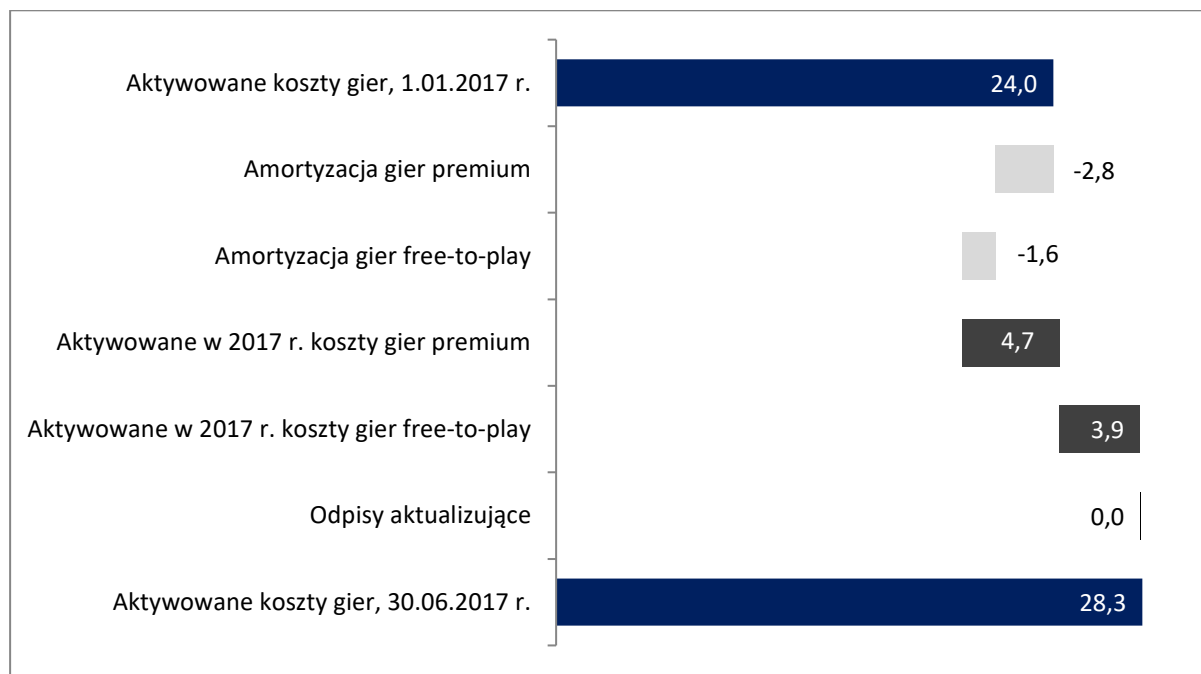 Aktywowane koszty gier, 1.01.2017 r.
24,0
Amortyzacja gier premium
-2,8
Amortyzacja gier free-to-play
-1,6
Aktywowane w 2017 r. koszty gier premium
4,7
Aktywowane w 2017 r. koszty gier free-to-play
3,9
Odpisy aktualizujące
0,0
Aktywowane koszty gier, 30.06.2017 r.
28,3